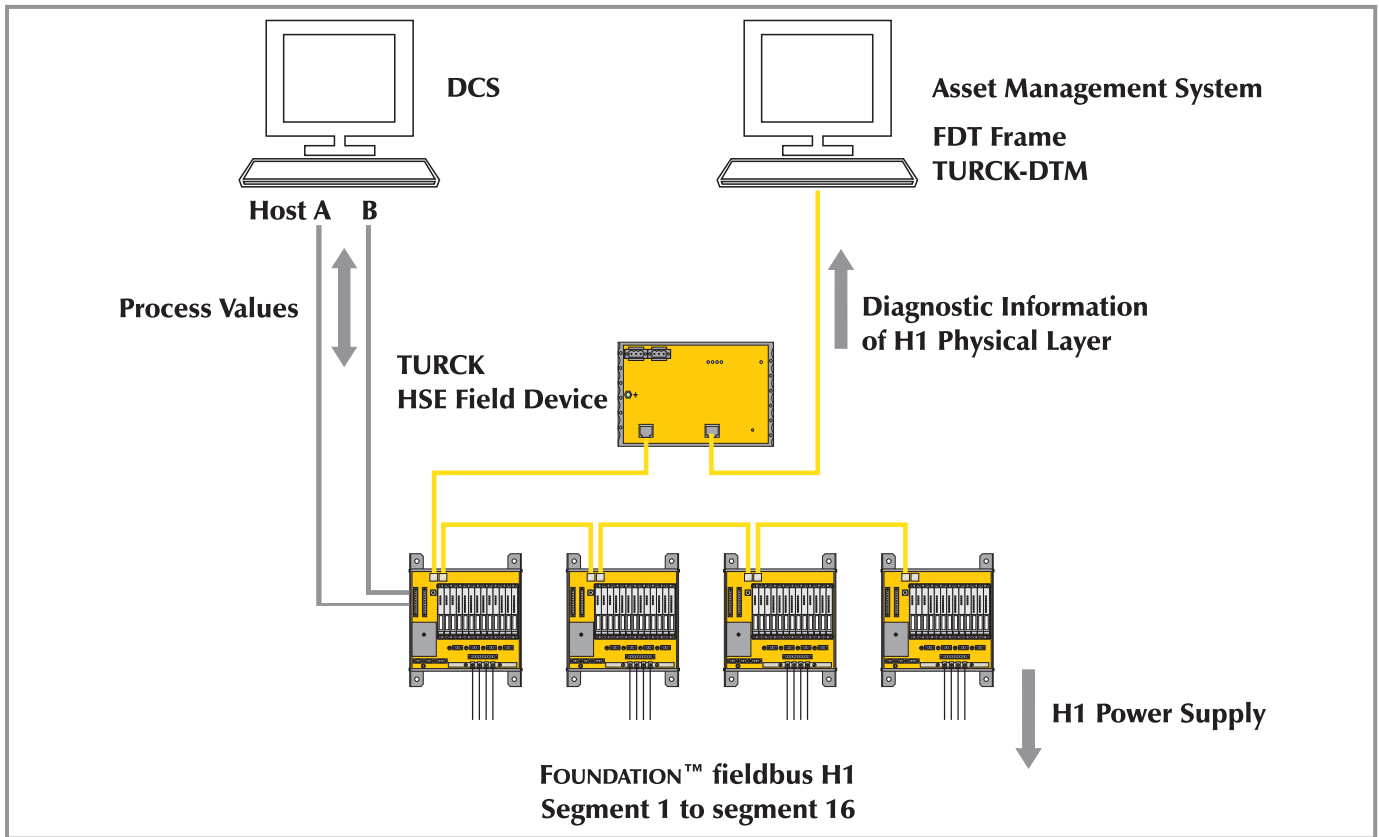 DCS
Asset Management System
FDT Frame
TURCK-DTM
Host A B
Process Values
Diagnostic Information
of H1 Physical Layer
TURCK
HSE Field Device
H1 Power Supply
FOUNDATION™ fieldbus H1
Segment 1 to segment 16